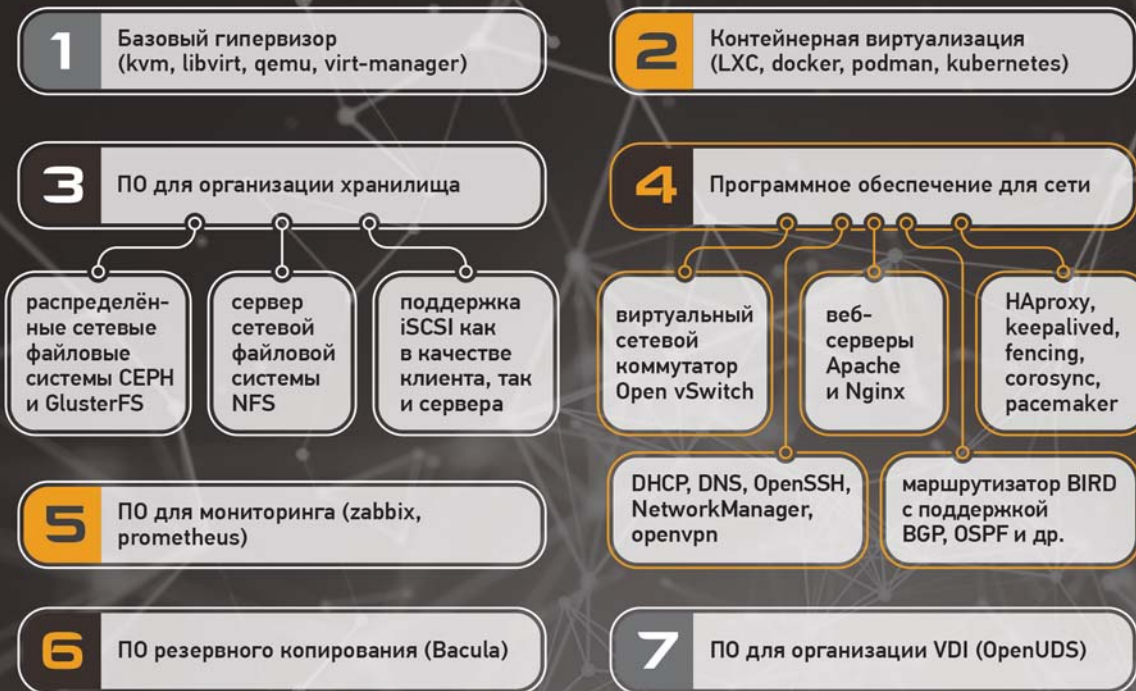 1
Базовый гипервизор
(kvm, libvirt, qemu, virt-manager)
2
Контейнерная виртуализация
(LXC, docker, podman, kubernetes)
3
ПО для организации хранилища
распределён-
ные сетевые
файловые
системы CEPH
и GlusterFS
сервер
сетевой
файловой
системы
NFS
поддержка
iSCSI как
в качестве
клиента, так
и сервера
4
Программное обеспечение для сети
виртуальный
сетевой
коммутатор
Open vSwitch
веб-
серверы
Apache
и Nginx
HAproxy,
keepalived,
fencing,
corosync,
pacemaker
DHCP, DNS, OpenSSH,
NetworkManager,
openvpn
маршрутизатор BIRD
с поддержкой
BGP, OSPF и др.
5
ПО для мониторинга (zabbix,
prometheus)
6
ПО резервного копирования (Bacula)
7
ПО для организации VDI (OpenUDS)